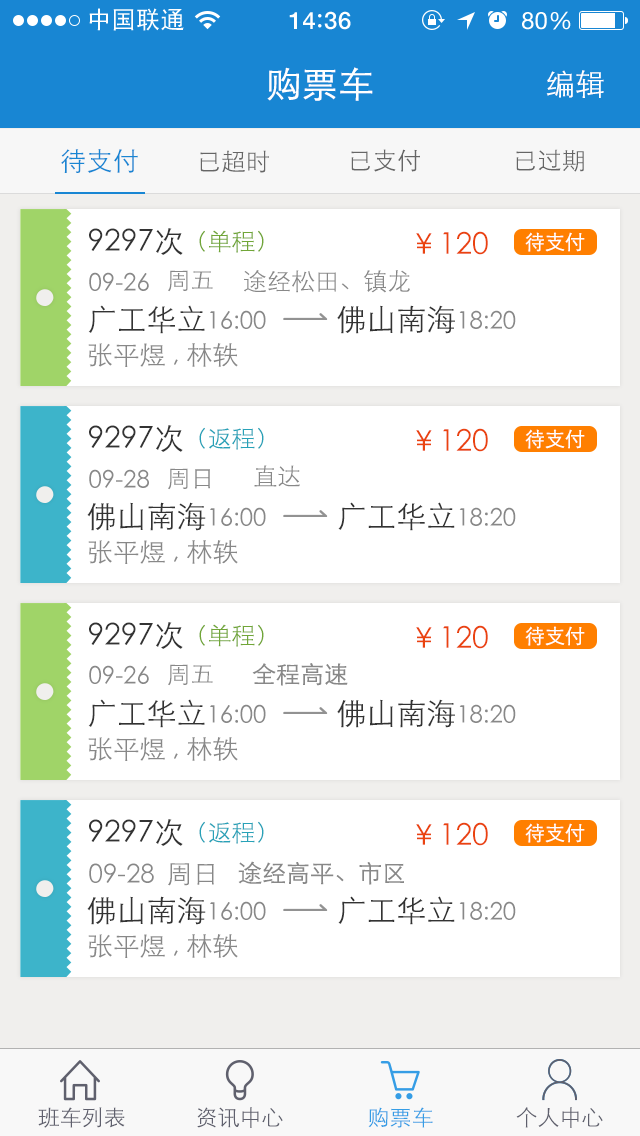 中国联通 14:36 80%
购票车 编辑
待支付 已超时 已支付 已过期
9297次（单程） ¥ 120 待支付
09-26 周五 途经松田、镇龙
广工华立16:00 佛山南海18:20
张平煜 , 林轶
9297次（返程） ¥ 120 待支付
09-28 周日 直达
佛山南海16:00 广工华立18:20
张平煜 , 林轶
9297次（单程） ¥ 120 待支付
09-26 周五 全程高速
广工华立16:00 佛山南海18:20
张平煜 , 林轶
9297次（返程） ¥ 120 待支付
09-28 周日 途经高平、市区
佛山南海16:00 广工华立18:20
张平煜 , 林轶
班车列表 资讯中心 购票车 个人中心